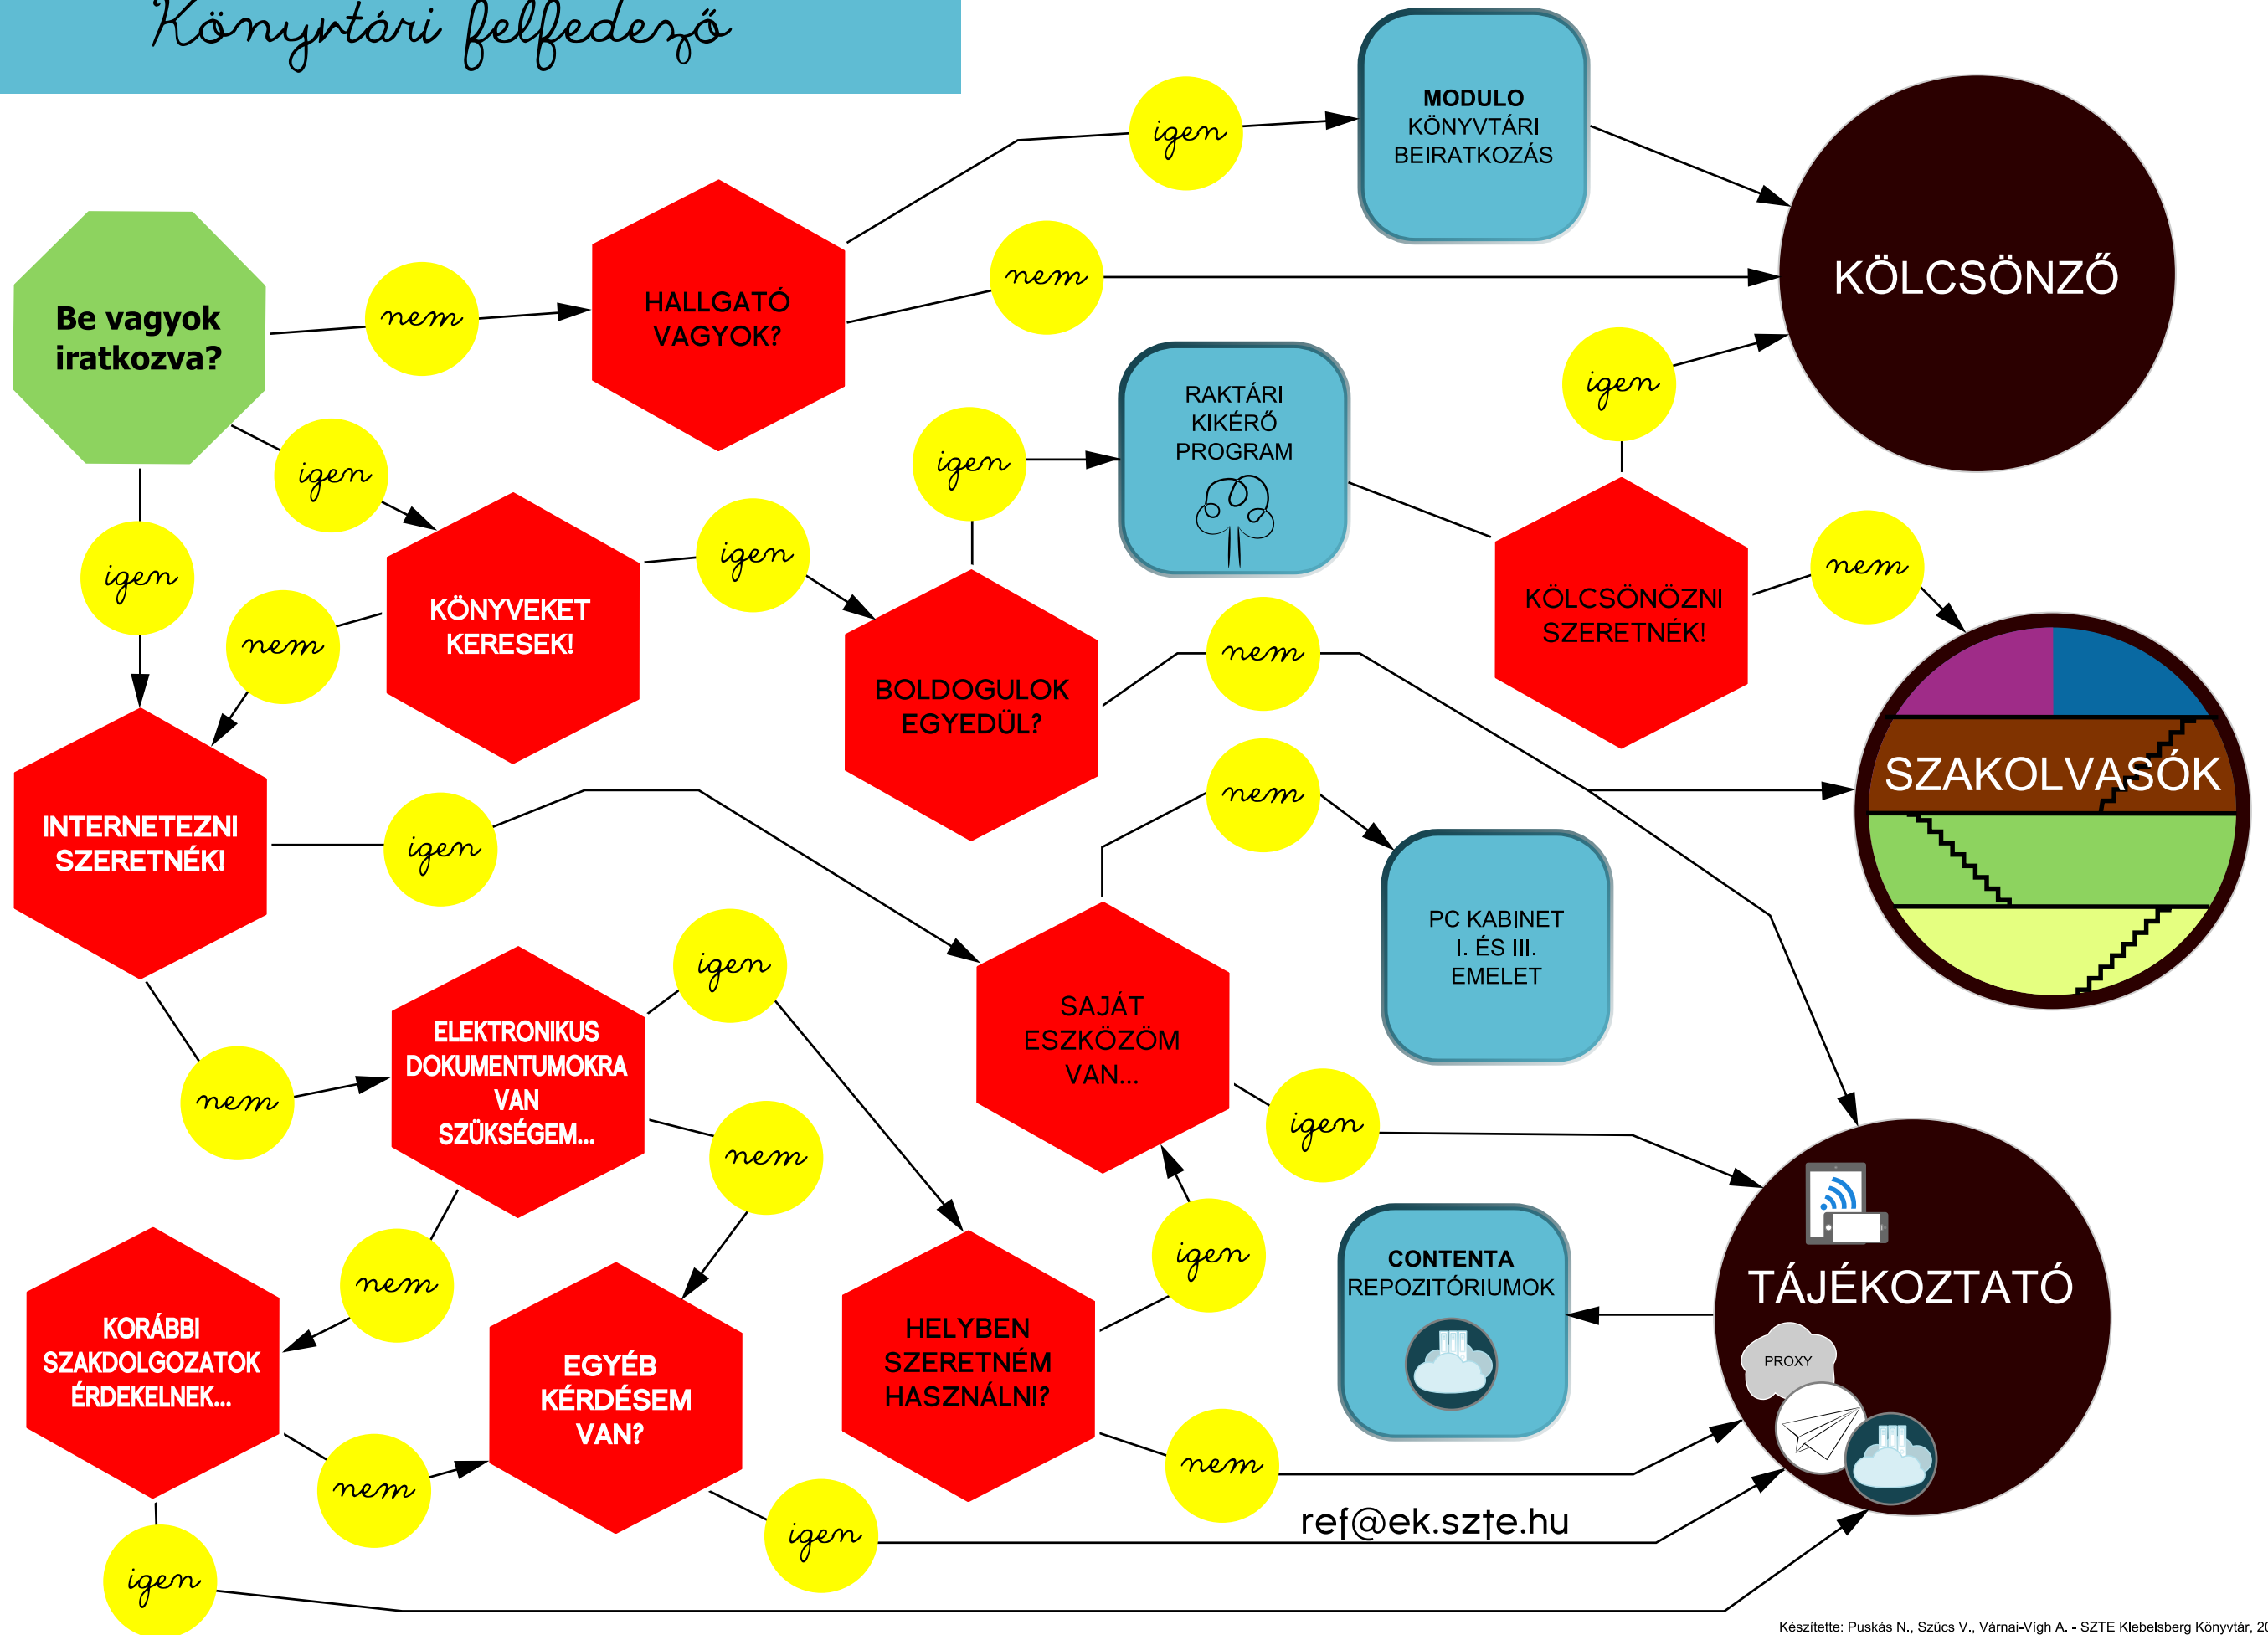 Könyvtári felfedező
MODULO
KÖNYVTÁRI
BEIRATKOZÁS
igen
KÖLCSÖNZŐ
nem
Be vagyok
iratkozva?
nem
HALLGATÓ
VAGYOK?
igen
RAKTÁRI
KIKÉRŐ
PROGRAM
igen
igen
igen
igen
nem
KÖLCSÖNÖZNI
SZERETNÉK!
nem
KÖNYVEKET
KERESEK!
igen
nem
BOLDOGULOK
EGYEDÜL?
SZAKOLVASÓK
nem
INTERNETEZNI
SZERETNÉK!
igen
PC KABINET
I. ÉS III.
EMELET
igen
SAJÁT
ESZKÖZÖM
VAN...
ELEKTRONIKUS
DOKUMENTUMOKRA
VAN
SZÜKSÉGEM...
nem
igen
nem
igen
nem
CONTENTA
REPOZITÓRIUMOK
TÁJÉKOZTATÓ
PROXY
KORÁBBI
SZAKDOLGOZATOK
ÉRDEKELNEK...
EGYÉB
KÉRDÉSEM
VAN?
HELYBEN
SZERETNÉM
HASZNÁLNI?
nem
nem
igen
ref@ek.szte.hu
igen
Készítette: Puskás N., Szűcs V., Várnai-Vígh A. - SZTE Klebelsberg Könyvtár, 20